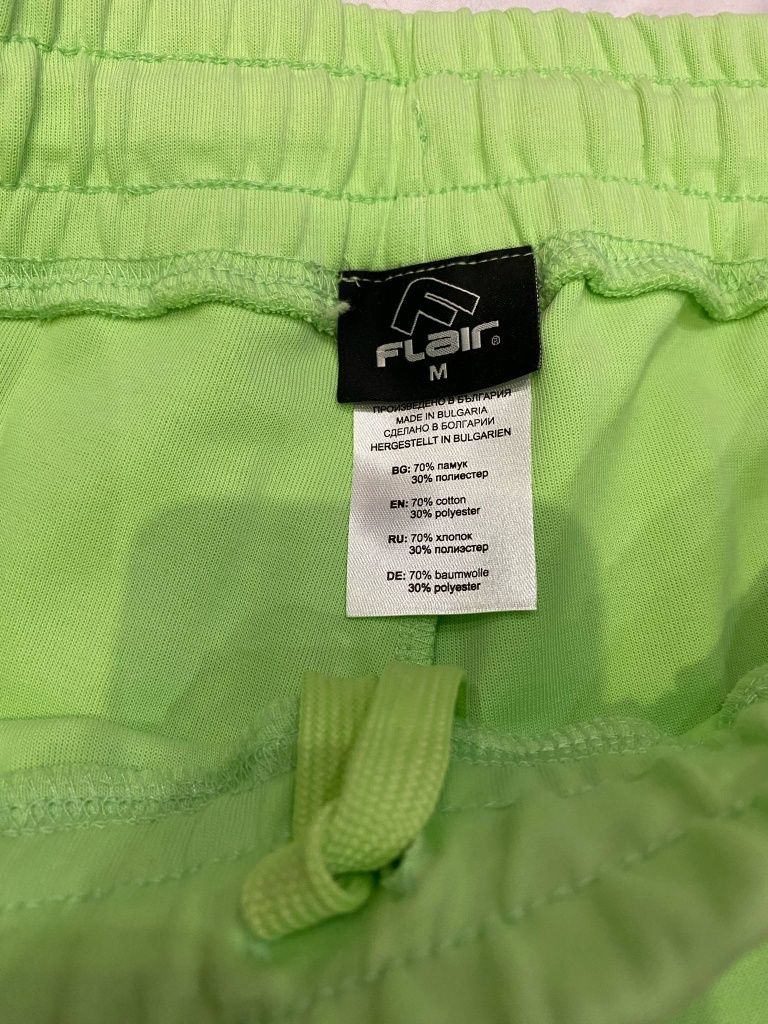 FLair®
M
ПРОИЗВЕДЕНО В БЪЛГАРИЯ
MADE IN BULGARIA
СДЕЛАНО В БОЛГАРИИ
HERGESTELLT IN BULGARIEN
BG: 70% памук
30% полиестер
EN: 70% cotton
30% polyester
RU: 70% хлопок
30% полиэстер
DE: 70% baumwolle
30% polyester